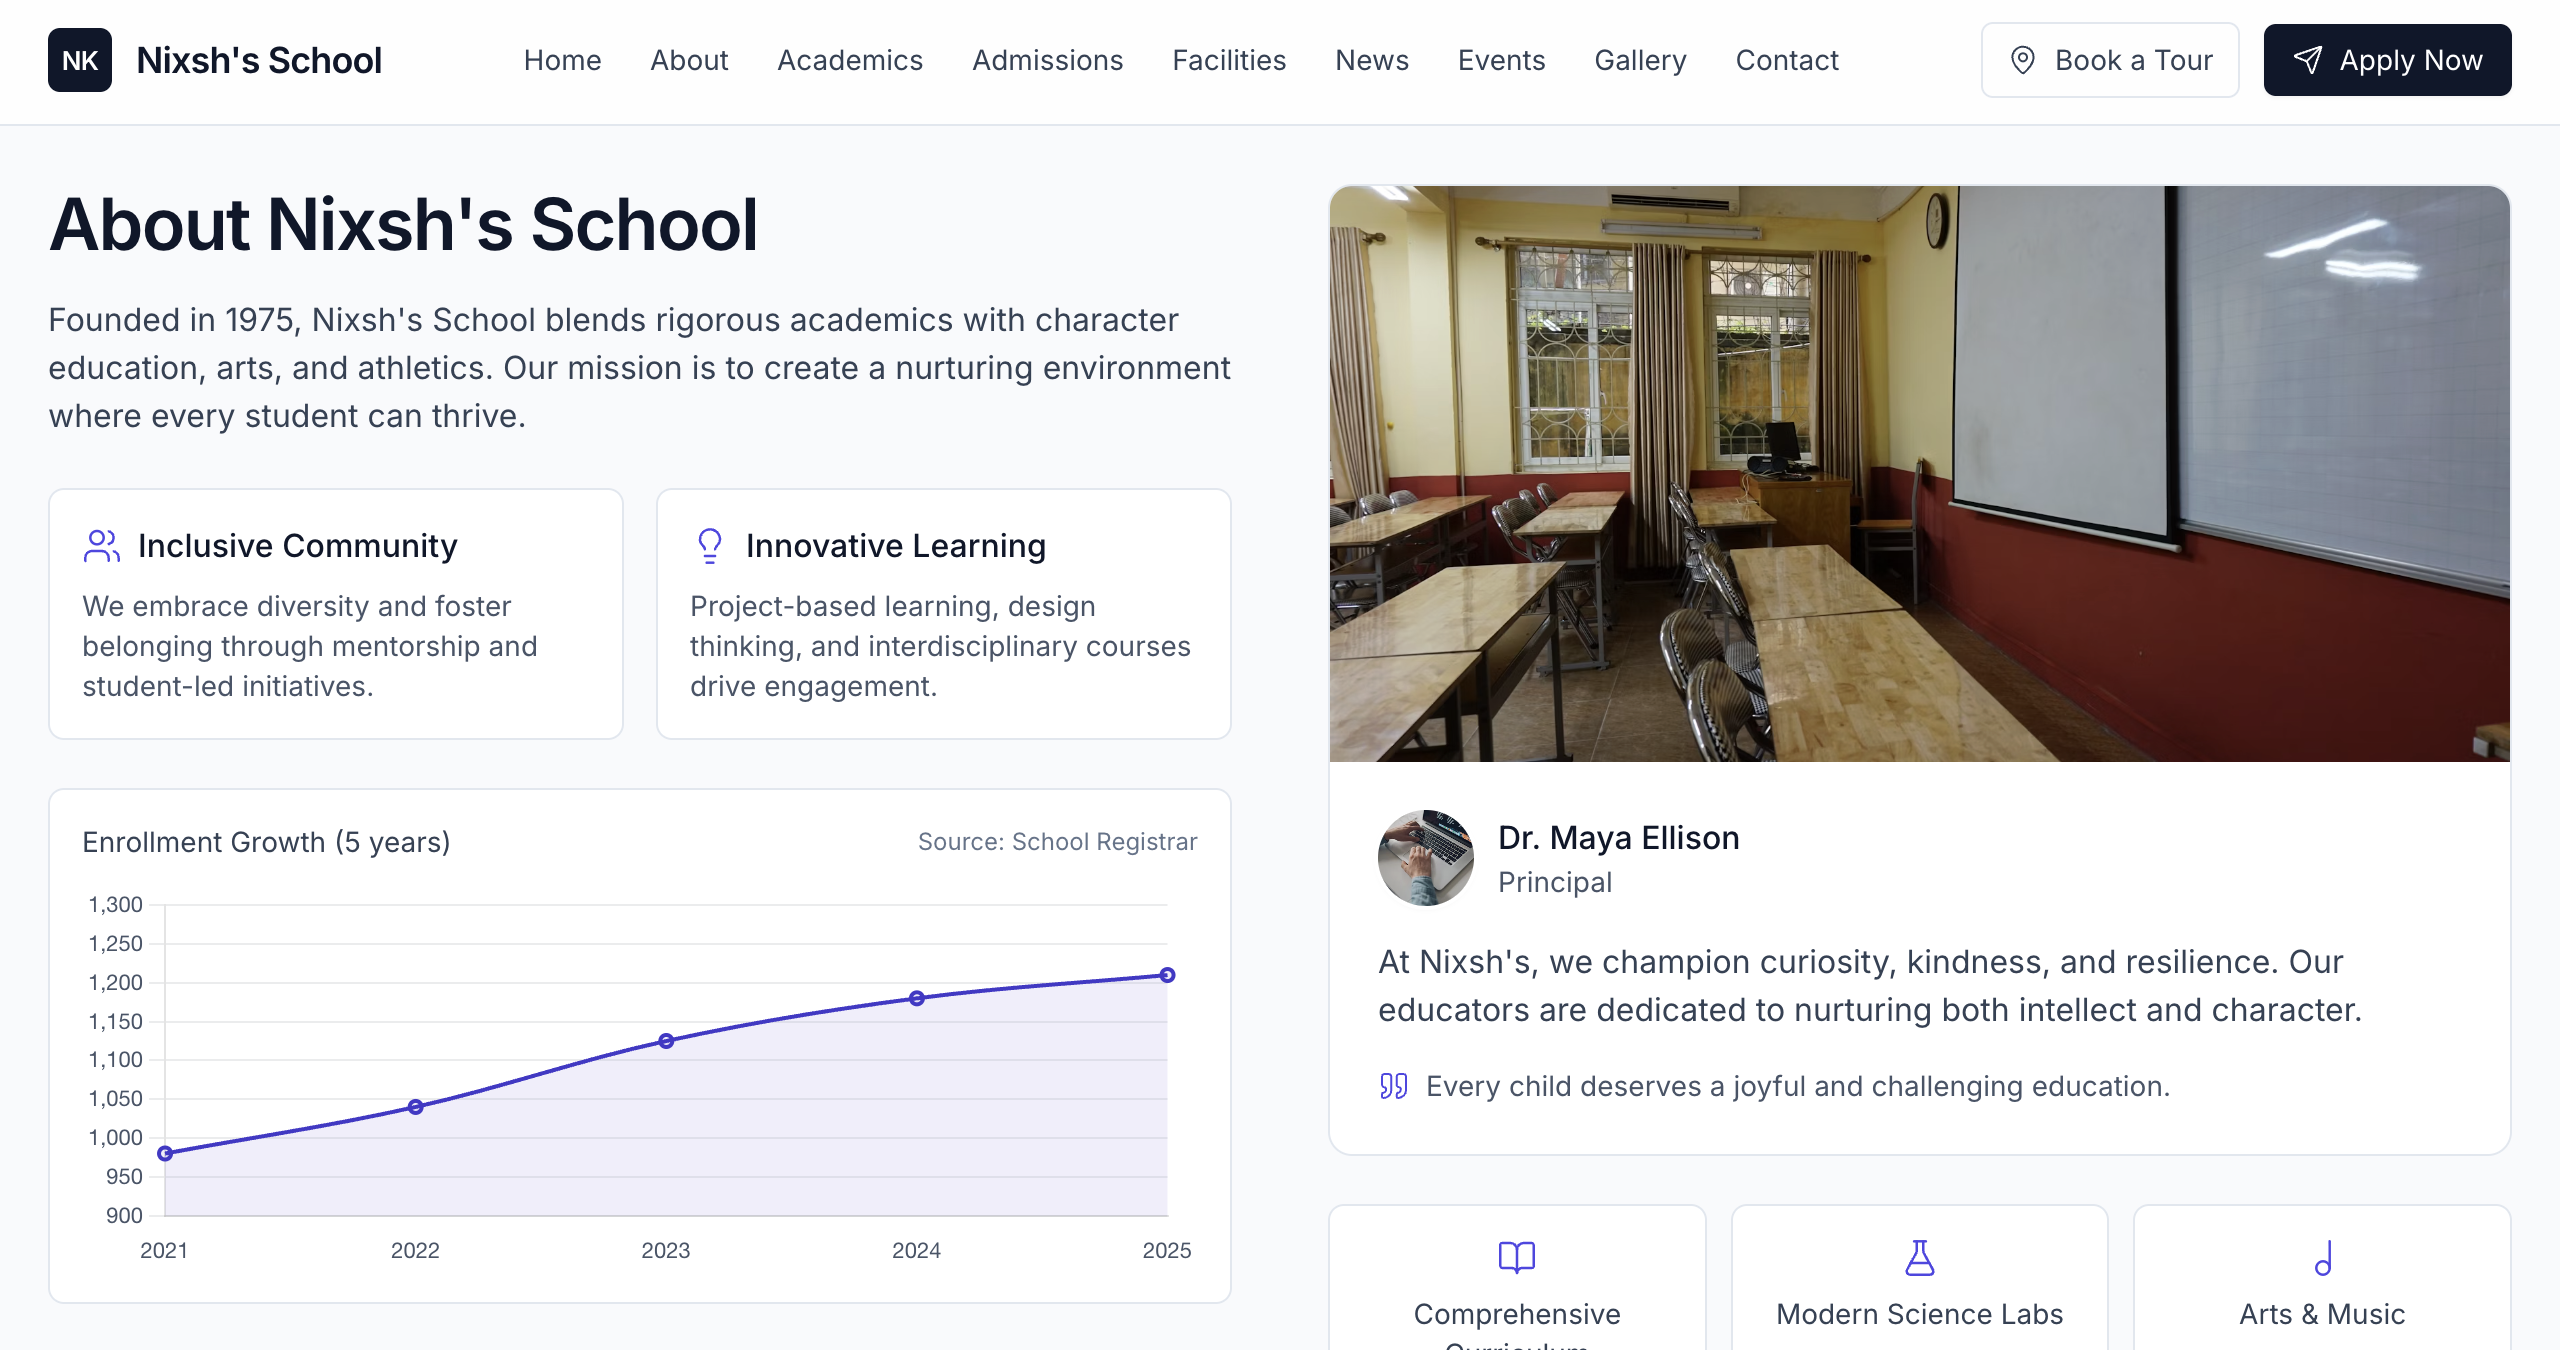 NK
Nixsh's School
Home
About
Academics
Admissions
Facilities
News
Events
Gallery
Contact
Book a Tour
Apply Now
About Nixsh's School
Founded in 1975, Nixsh's School blends rigorous academics with character
education, arts, and athletics. Our mission is to create a nurturing environment
where every student can thrive.
Inclusive Community
We embrace diversity and foster
belonging through mentorship and
student-led initiatives.
Innovative Learning
Project-based learning, design
thinking, and interdisciplinary courses
drive engagement.
Enrollment Growth (5 years)
Source: School Registrar
1,300
1,250
1,200
1,150
1,100
1,050
1,000
950
900
2021
2022
2023
2024
2025
Dr. Maya Ellison
Principal
At Nixsh's, we champion curiosity, kindness, and resilience. Our
educators are dedicated to nurturing both intellect and character.
Every child deserves a joyful and challenging education.
Comprehensive
Curriculum
Modern Science Labs
Arts & Music